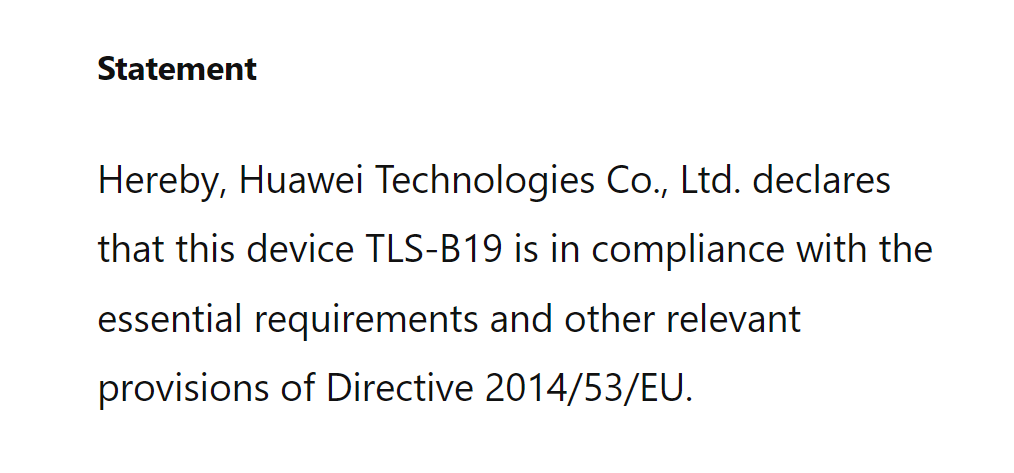 Statement
Hereby, Huawei Technologies Co., Ltd. declares
that this device TLS-B19 is in compliance with the
essential requirements and other relevant
provisions of Directive 2014/53/EU.